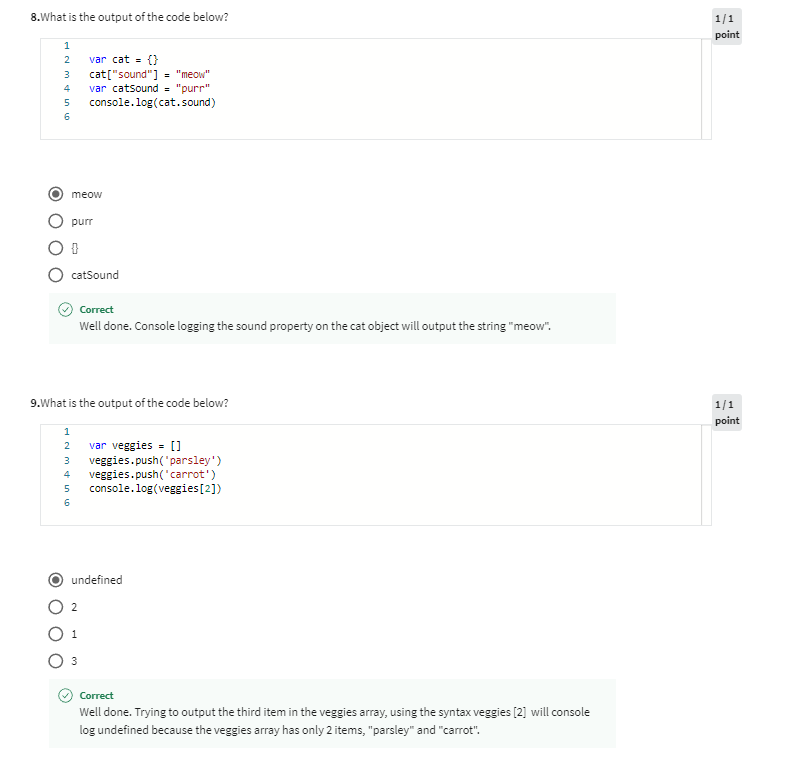 8.What is the output of the code below?
1/1
point
1
2 var cat = {}
3 cat["sound"] = "meow"
4 var catSound = "purr"
5 console.log(cat.sound)
6
meow
purr
{}
catSound
Correct
Well done. Console logging the sound property on the cat object will output the string "meow".
9.What is the output of the code below?
1/1
point
1
2 var veggies = []
3 veggies.push('parsley')
4 veggies.push('carrot')
5 console.log(veggies[2])
6
undefined
2
1
3
Correct
Well done. Trying to output the third item in the veggies array, using the syntax veggies [2] will console
log undefined because the veggies array has only 2 items, "parsley" and "carrot".